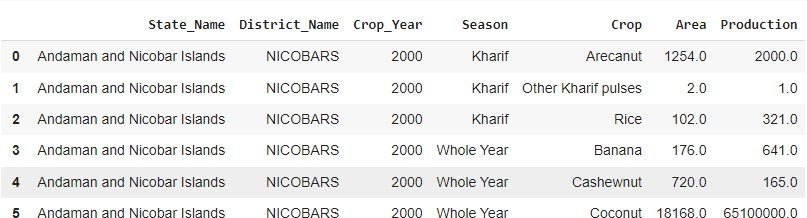 State_Name District_Name Crop_Year Season Crop Area Production
0 Andaman and Nicobar Islands NICOBARS 2000 Kharif Arecanut 1254.0 2000.0
1 Andaman and Nicobar Islands NICOBARS 2000 Kharif Other Kharif pulses 2.0 1.0
2 Andaman and Nicobar Islands NICOBARS 2000 Kharif Rice 102.0 321.0
3 Andaman and Nicobar Islands NICOBARS 2000 Whole Year Banana 176.0 641.0
4 Andaman and Nicobar Islands NICOBARS 2000 Whole Year Cashewnut 720.0 165.0
5 Andaman and Nicobar Islands NICOBARS 2000 Whole Year Coconut 18168.0 65100000.0